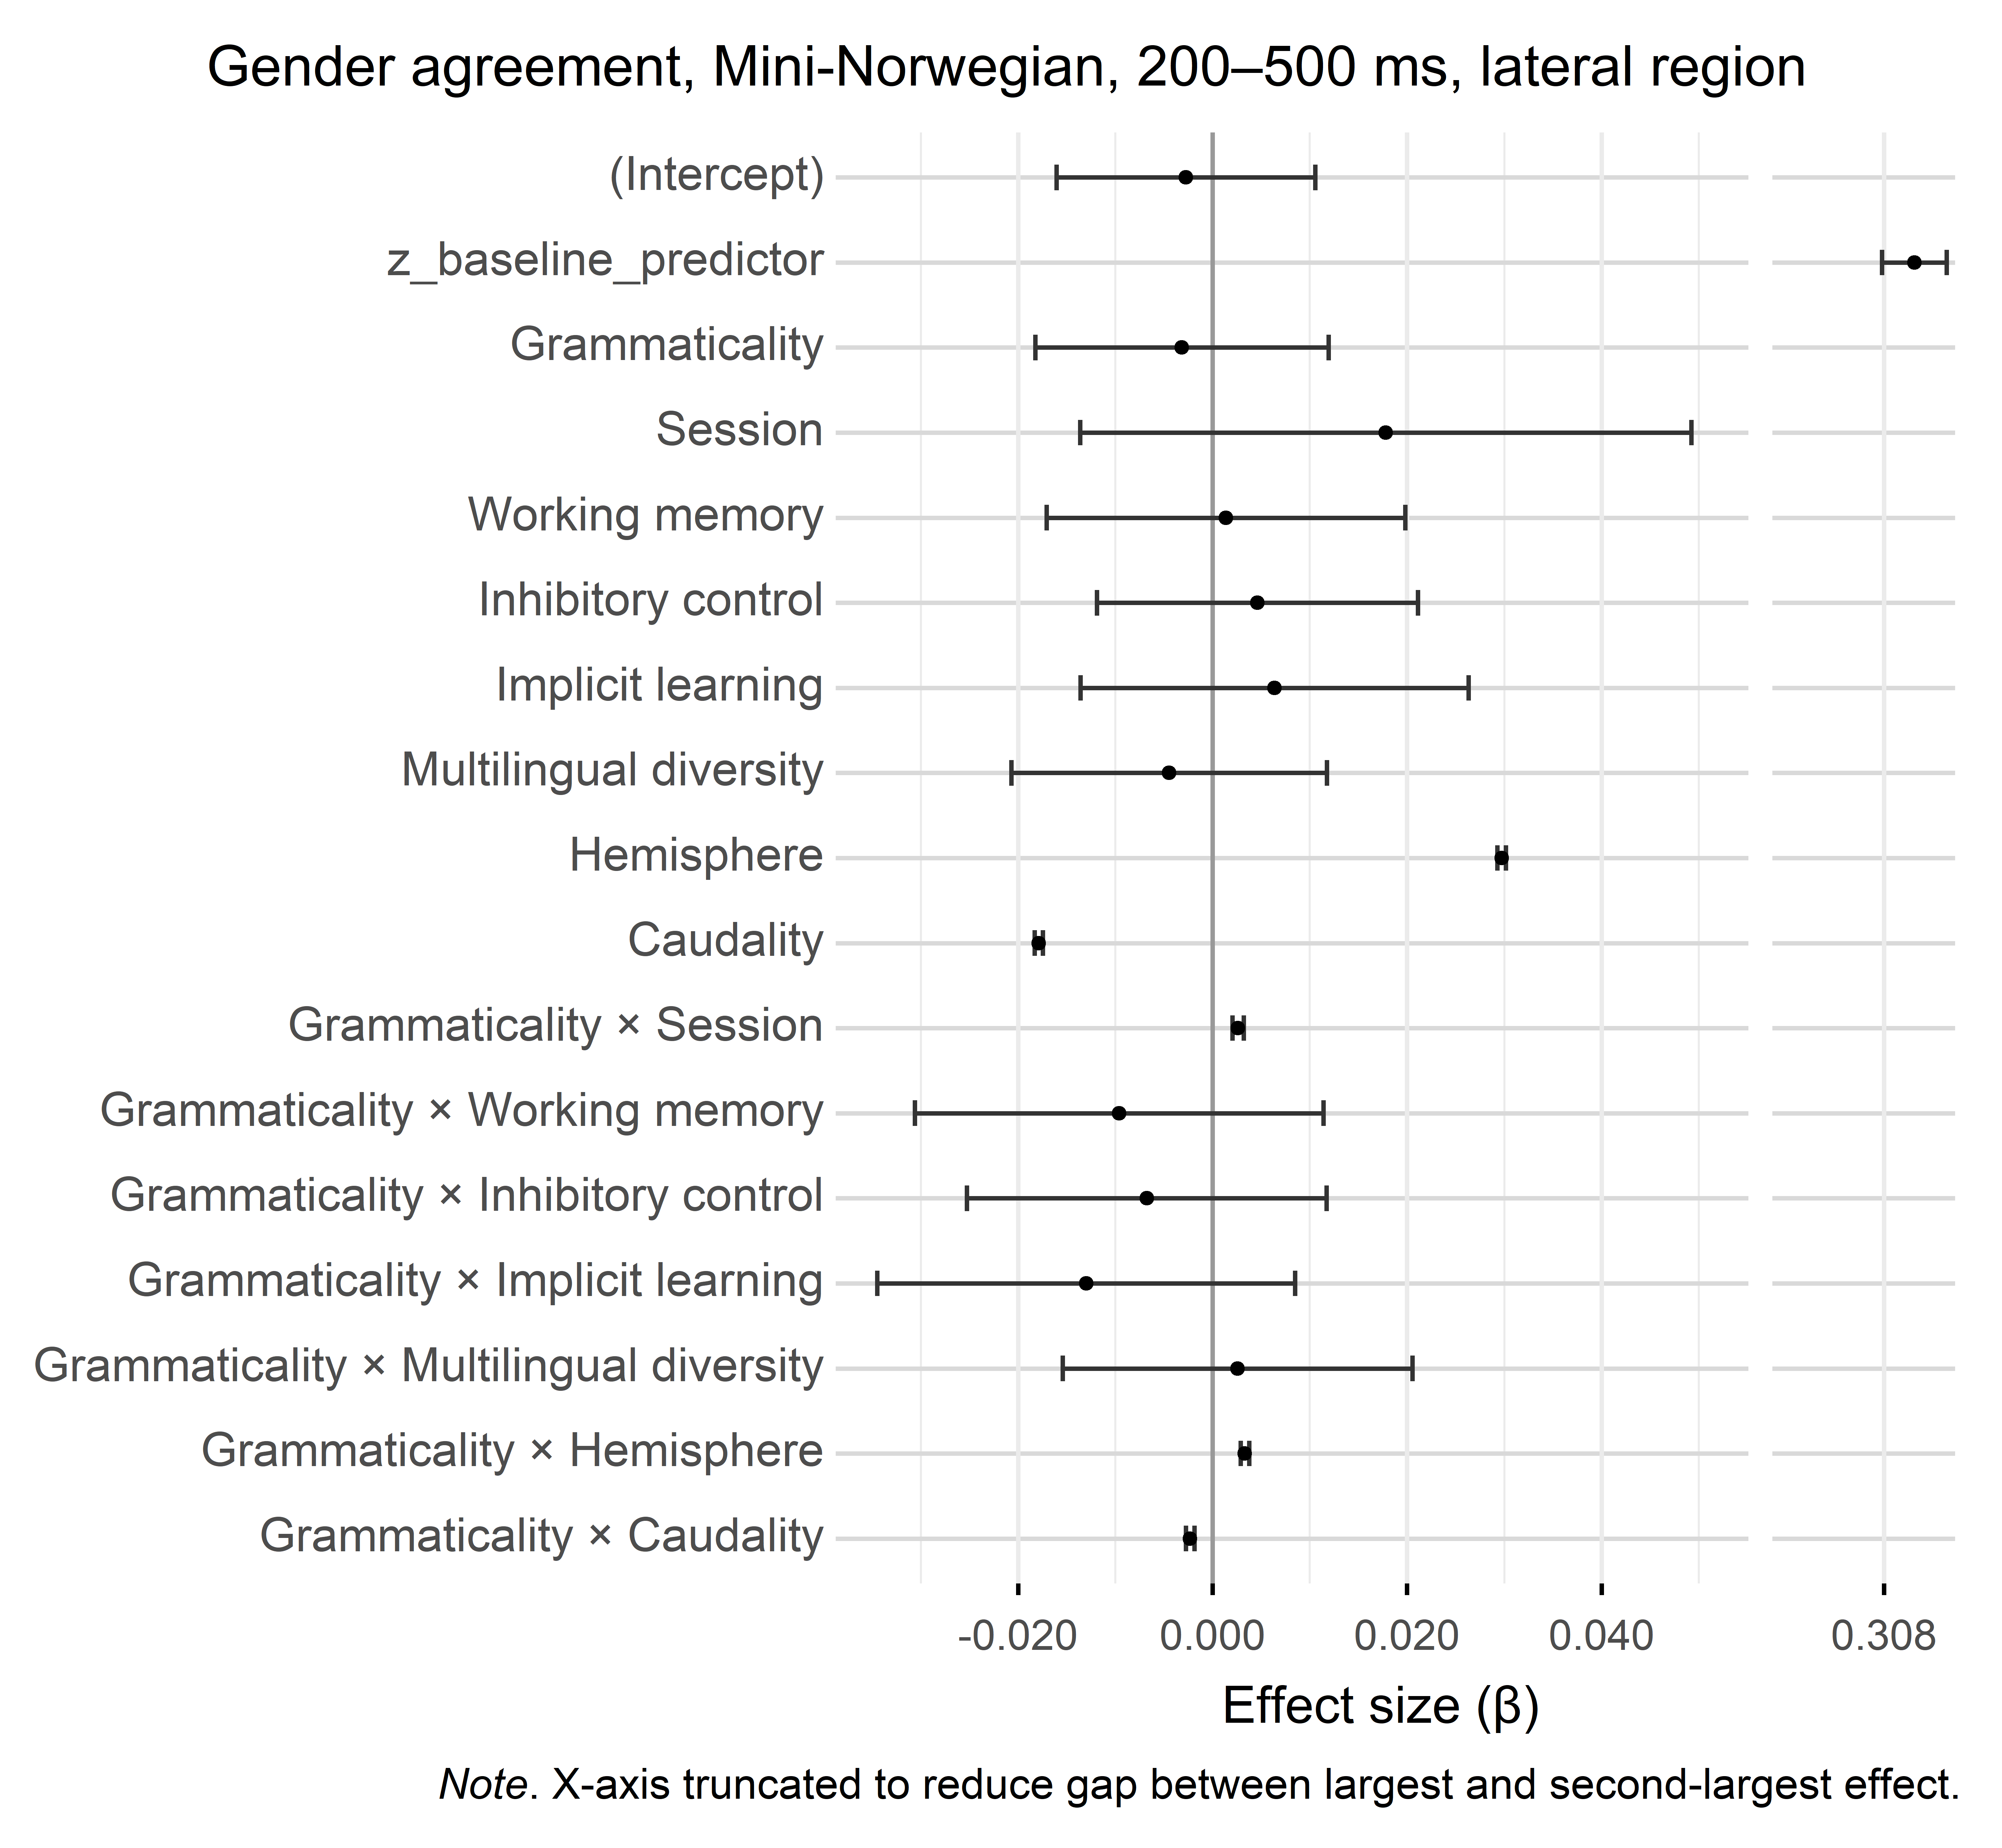 Gender agreement, Mini-Norwegian, 200–500 ms, lateral region
(Intercept)
z_baseline_predictor
Grammaticality
Session
Working memory
Inhibitory control
Implicit learning
Multilingual diversity
Hemisphere
Caudality
Grammaticality × Session
Grammaticality × Working memory
Grammaticality × Inhibitory control
Grammaticality × Implicit learning
Grammaticality × Multilingual diversity
Grammaticality × Hemisphere
Grammaticality × Caudality
-0.020 0.000 0.020 0.040 0.308
Effect size (β)
Note. X-axis truncated to reduce gap between largest and second-largest effect.